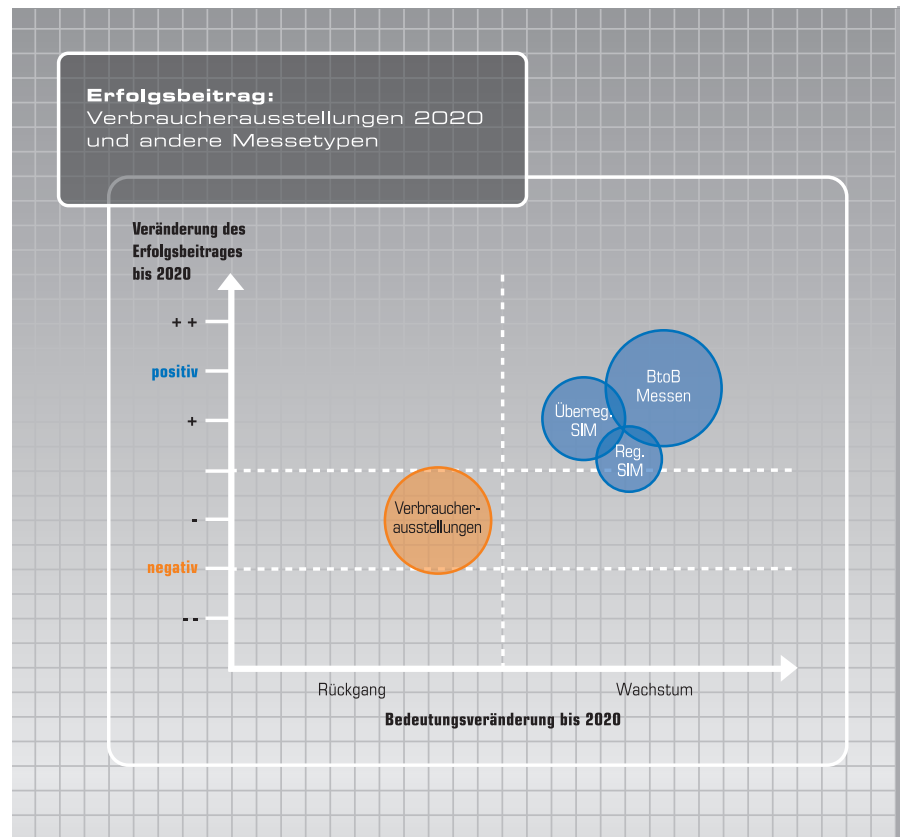 Erfolgsbeitrag:
Verbraucherausstellungen 2020
und andere Messetypen
Veränderung des
Erfolgsbeitrages
bis 2020
+ +
positiv
+
-
negativ
- -
BtoB
Messen
Überreg.
SIM
Reg.
SIM
Verbraucher-
ausstellungen
Rückgang
Wachstum
Bedeutungsveränderung bis 2020